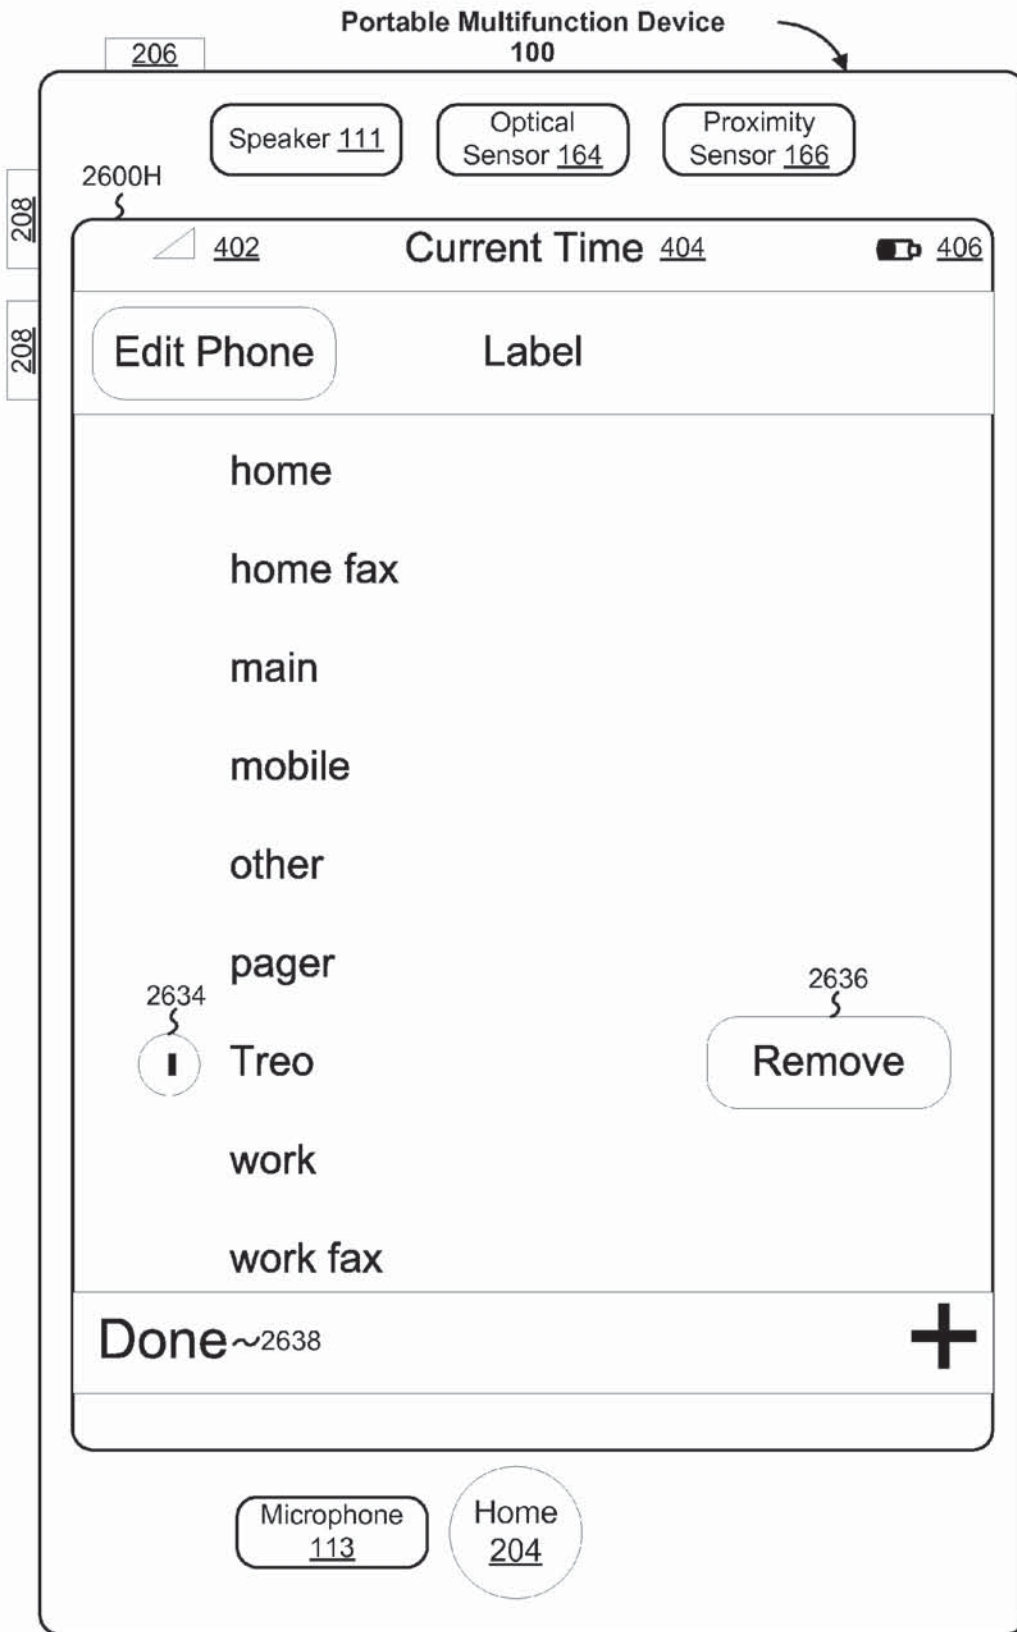 Portable Multifunction Device
100
206
Speaker 111
Optical
Sensor 164
Proximity
Sensor 166
2600H
208
402
Current Time 404
406
208
Edit Phone
Label
home
home fax
main
mobile
other
pager
2634
2636
Treo
Remove
work
work fax
Done~2638
+
Microphone
113
Home
204